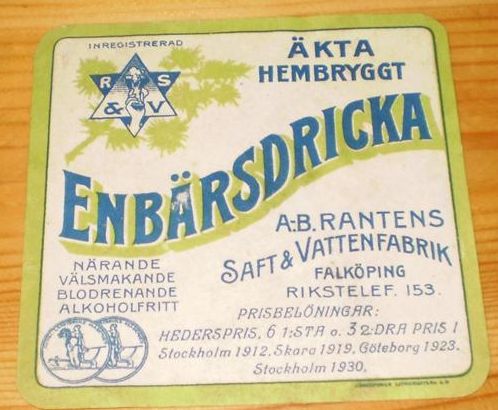 INREGISTRERAD
R S
& V
ÄKTA
HEMBRYGGT
ENBÄRSDRICKA
A.-B. RANTENS
SAFT & VATTENFABRIK
FALKÖPING
RIKSTELEF. 153.
NÄRANDE
VÄLSMAKANDE
BLODRENANDE
ALKOHOLFRITT
PRISBELÖNINGAR:
HEDERSPRIS, 6 1:STA o. 3 2:DRA PRIS I
Stockholm 1912. Skara 1919, Göteborg 1923.
Stockholm 1930.